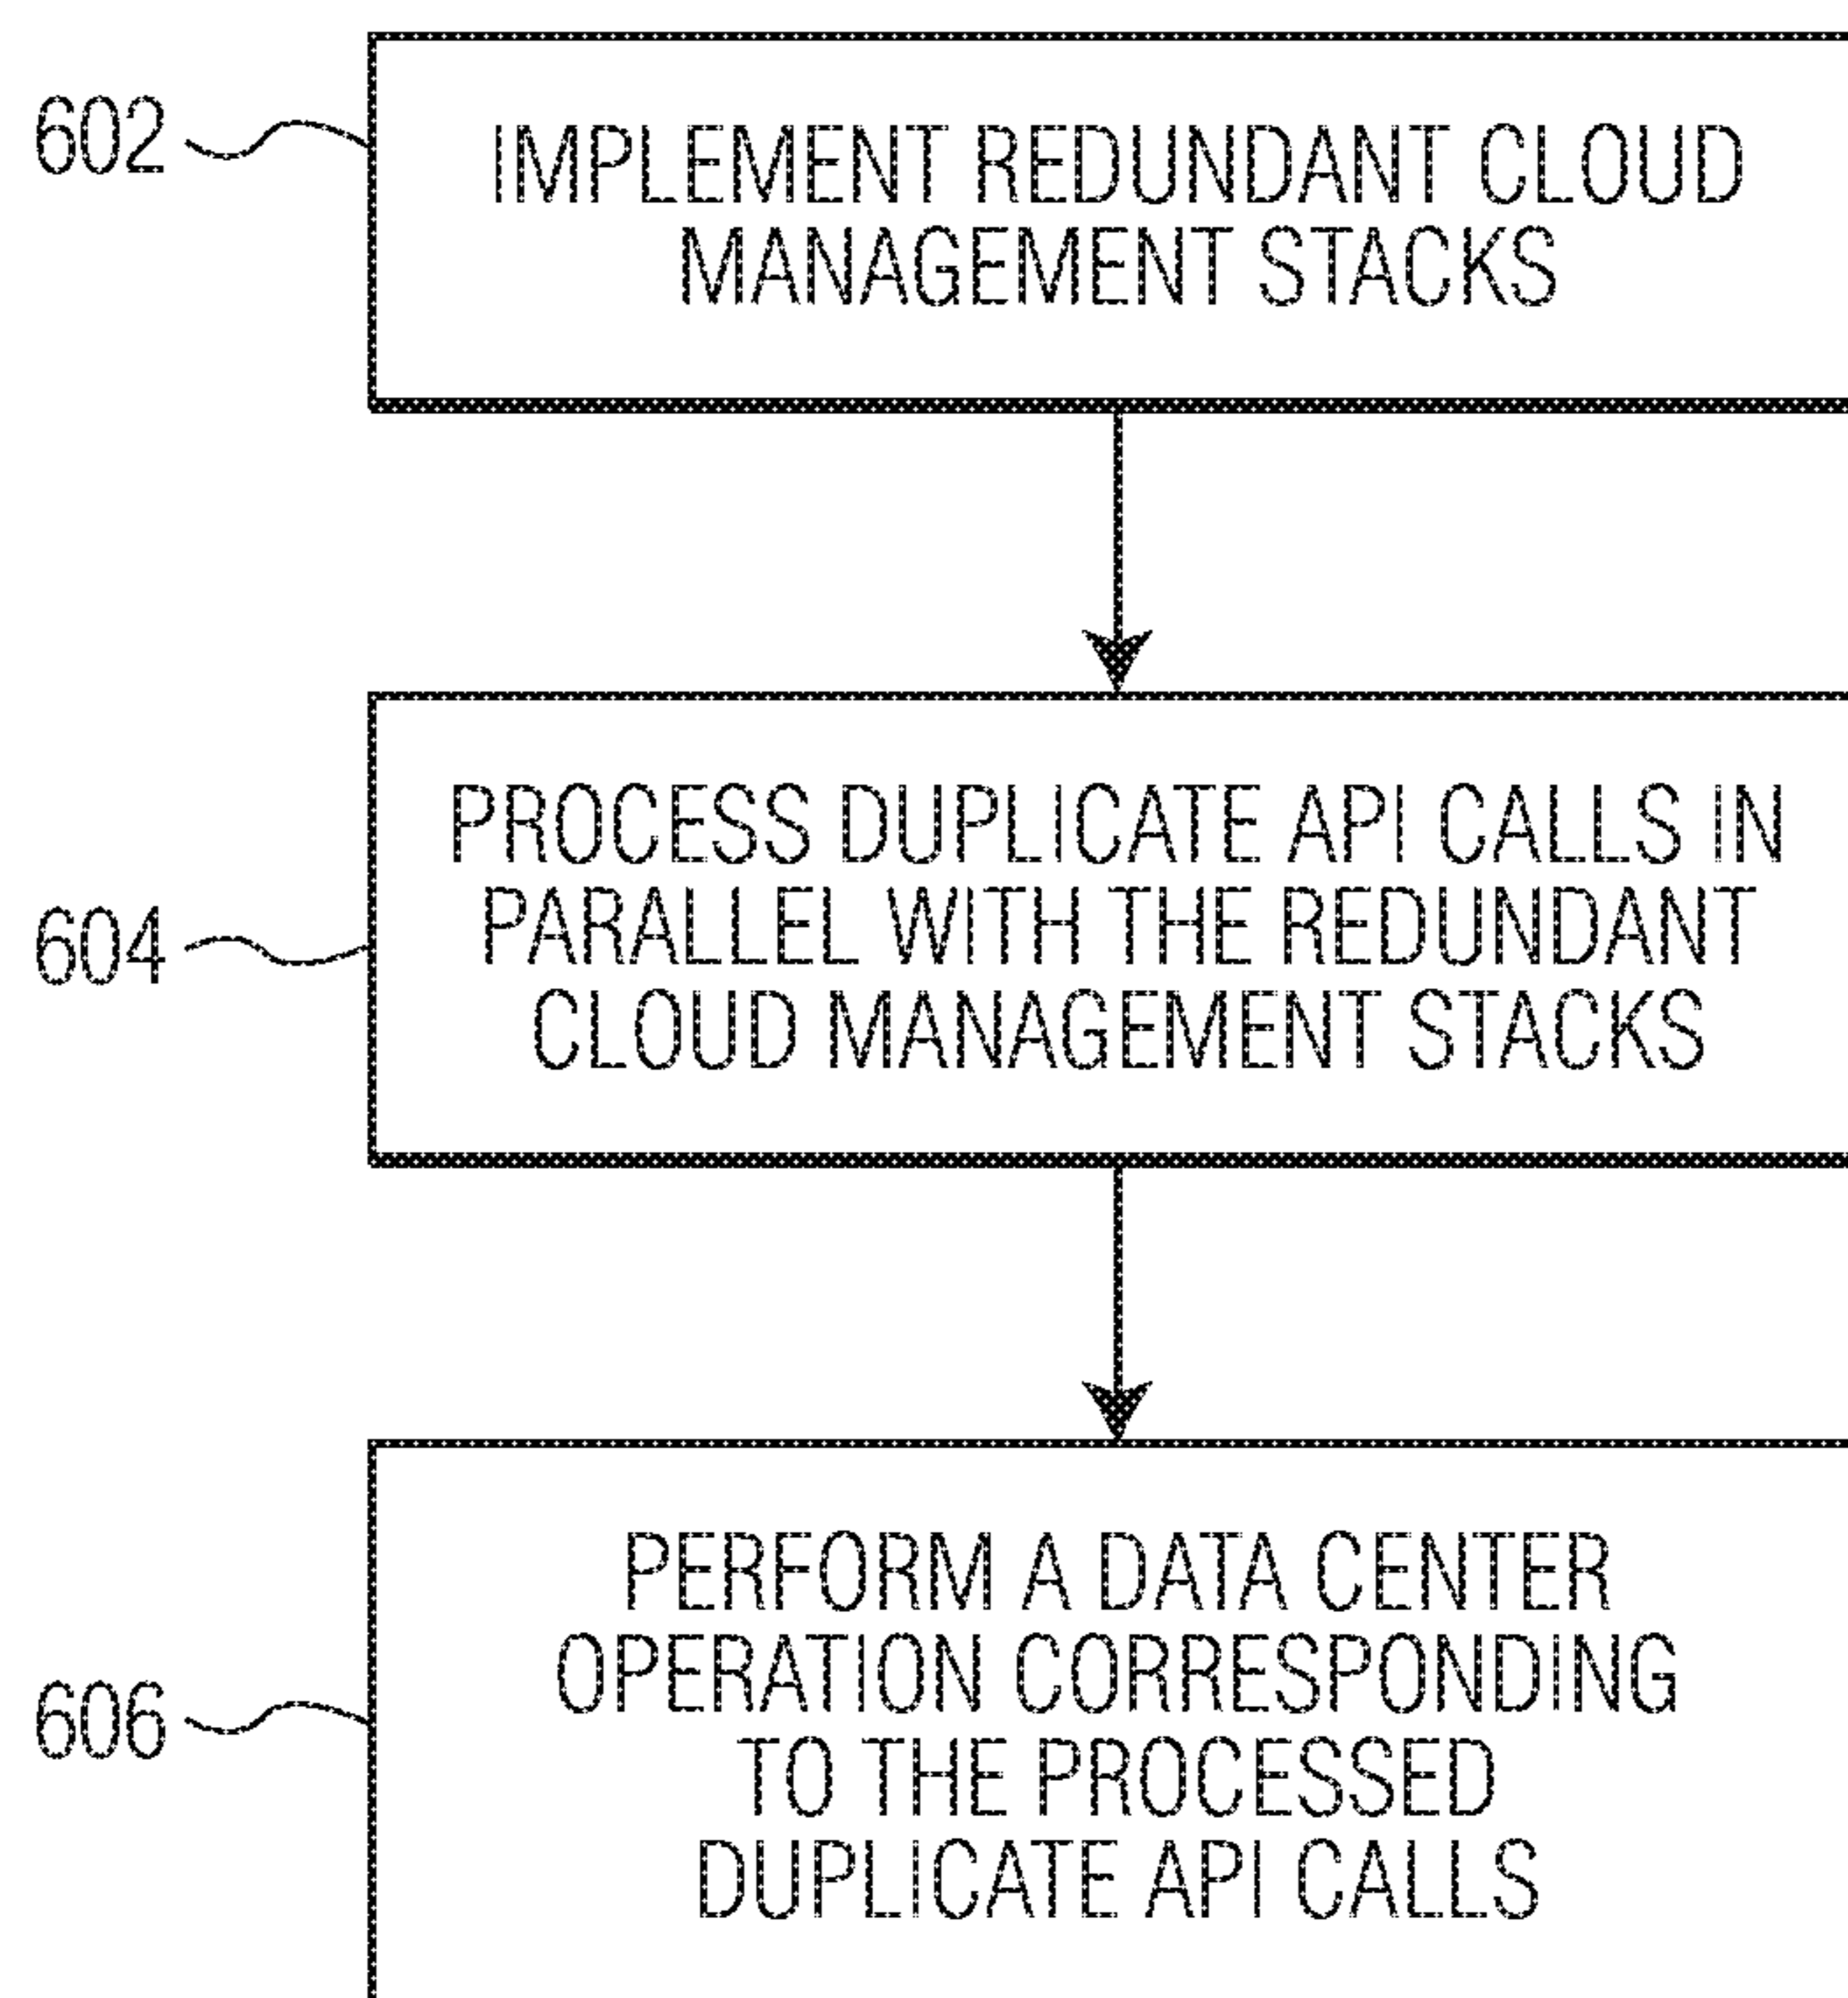 602
IMPLEMENT REDUNDANT CLOUD
MANAGEMENT STACKS
604
PROCESS DUPLICATE API CALLS IN
PARALLEL WITH THE REDUNDANT
CLOUD MANAGEMENT STACKS
606
PERFORM A DATA CENTER
OPERATION CORRESPONDING
TO THE PROCESSED
DUPLICATE API CALLS